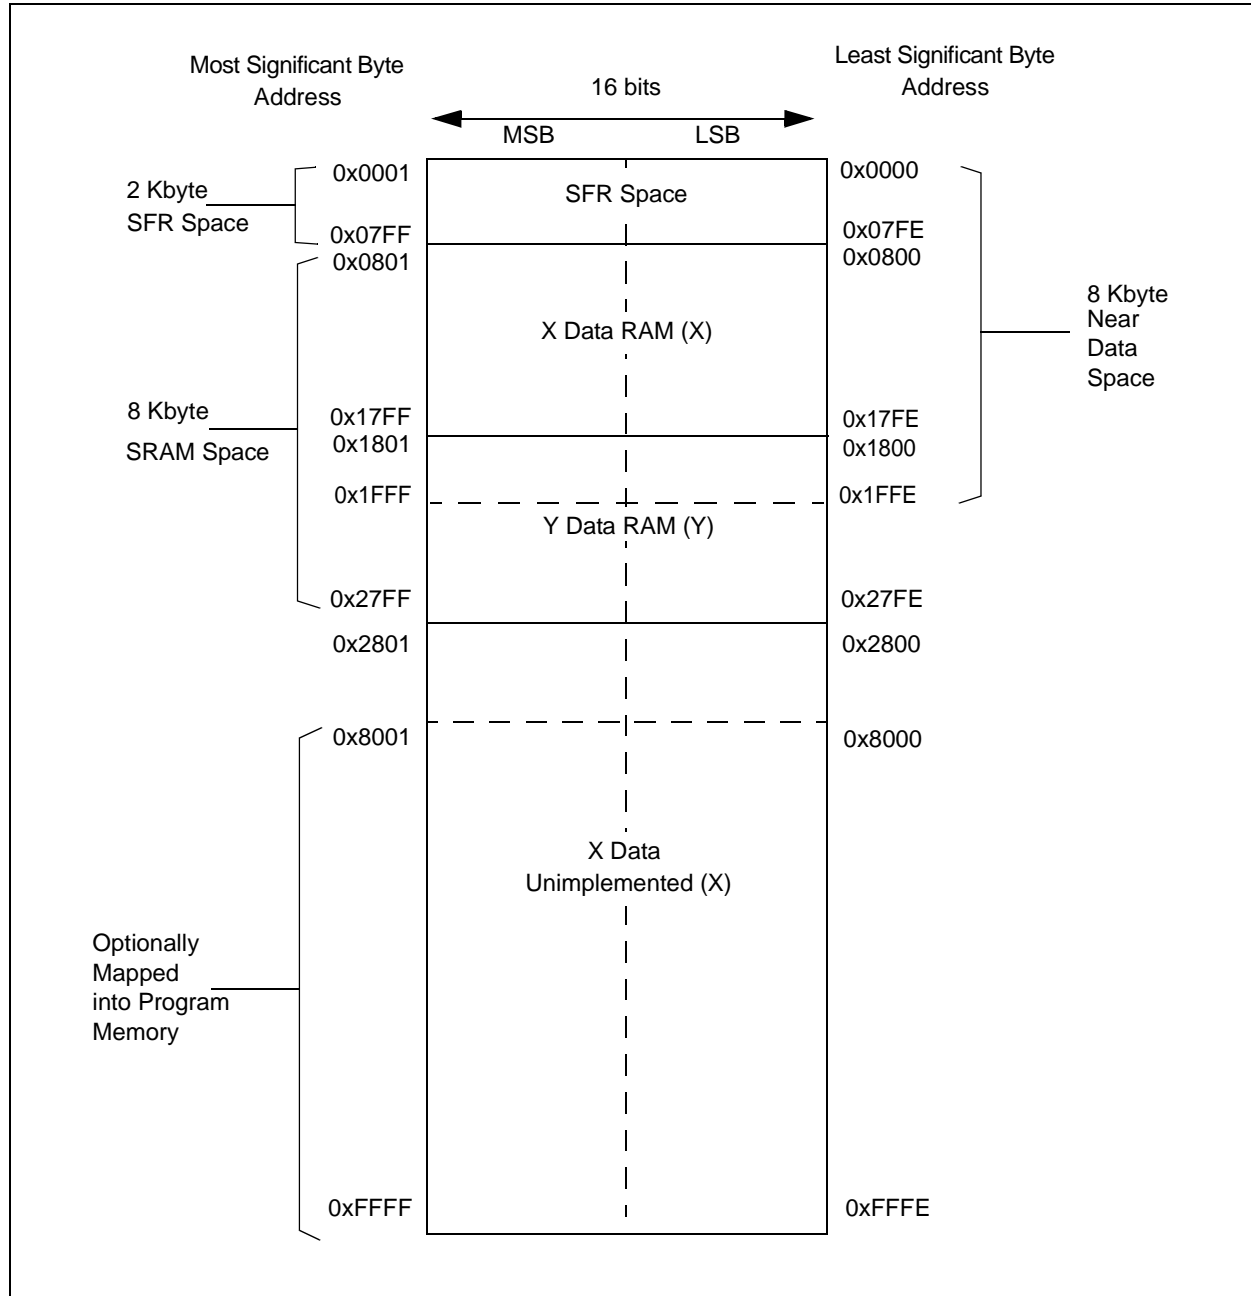 Most Significant Byte
Address
16 bits
Least Significant Byte
Address
MSB
LSB
0x0001
0x0000
2 Kbyte
SFR Space
SFR Space
0x07FF
0x07FE
0x0801
0x0800
8 Kbyte
Near
Data
Space
X Data RAM (X)
8 Kbyte
SRAM Space
0x17FF
0x17FE
0x1801
0x1800
0x1FFF
0x1FFE
Y Data RAM (Y)
0x27FF
0x27FE
0x2801
0x2800
0x8001
0x8000
X Data
Unimplemented (X)
Optionally
Mapped
into Program
Memory
0xFFFF
0xFFFE